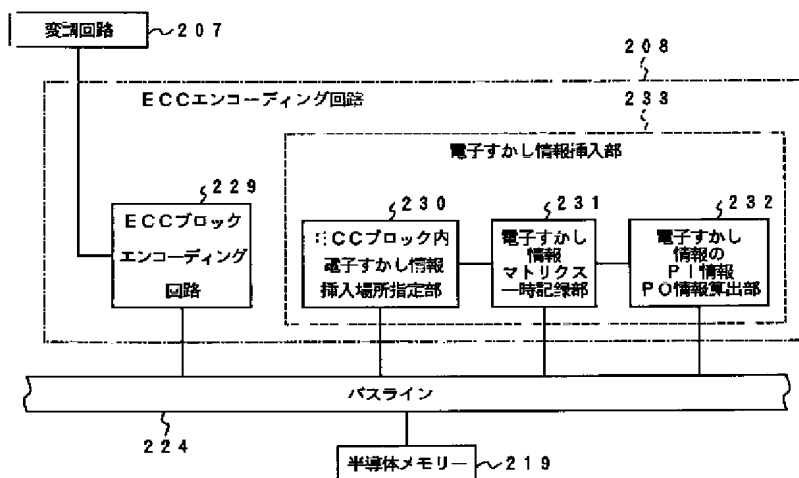 変調回路
207
208
ECCエンコーディング回路
233
電子すかし情報挿入部
229
ECCブロック
エンコーディング
回路
230
ECCブロック内
電子すかし情報
挿入場所指定部
231
電子すかし
情報
マトリクス
一時記録部
232
電子すかし
情報の
PI情報
PO情報算出部
バスライン
224
半導体メモリー
219